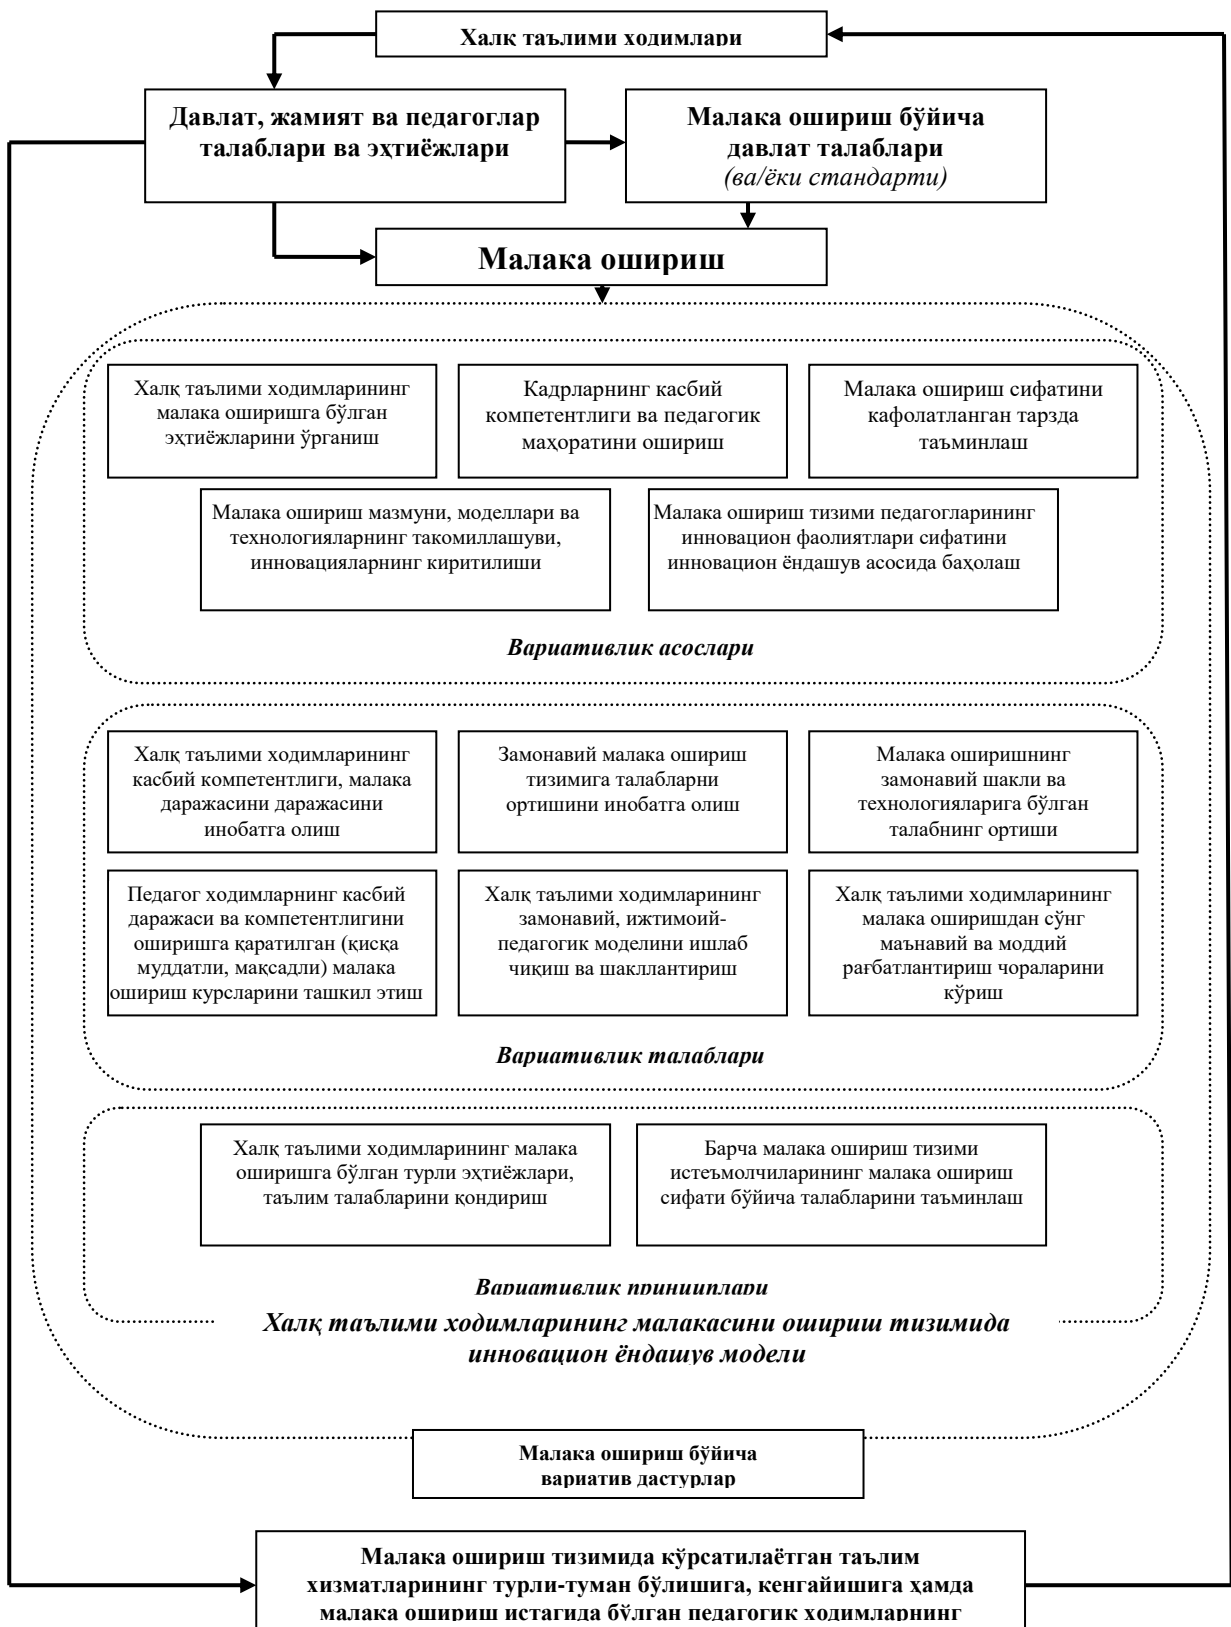 Халқ таълими ходимлари
Давлат, жамият ва педагоглар
талаблари ва эҳтиёжлари
Малака ошириш бўйича
давлат талаблари
(ва/ёки стандарти)
Малака ошириш
Халқ таълими ходимларининг
малака оширишга бўлган
эҳтиёжларини ўрганиш
Кадрларнинг касбий
компетентлиги ва педагогик
маҳоратини ошириш
Малака ошириш сифатини
кафолатланган тарзда
таъминлаш
Малака ошириш мазмуни, моделлари ва
технологияларнинг такомиллашуви,
инновацияларнинг киритилиши
Малака ошириш тизими педагогларининг
инновацион фаолиятлари сифатини
инновацион ёндашув асосида баҳолаш
Вариативлик асослари
Халқ таълими ходимларининг
касбий компетентлиги, малака
даражасини даражасини
инобатга олиш
Замонавий малака ошириш
тизимига талабларни
ортишини инобатга олиш
Малака оширишнинг
замонавий шакли ва
технологияларига бўлган
талабнинг ортиши
Педагог ходимларнинг касбий
даражаси ва компетентлигини
оширишга қаратилган (қисқа
муддатли, мақсадли) малака
ошириш курсларини ташкил этиш
Халқ таълими ходимларининг
замонавий, ижтимоий-
педагогик моделини ишлаб
чиқиш ва шакллантириш
Халқ таълими ходимларининг
малака оширишдан сўнг
маънавий ва моддий
рағбатлантириш чораларини
кўриш
Вариативлик талаблари
Халқ таълими ходимларининг малака
оширишга бўлган турли эҳтиёжлари,
таълим талабларини қондириш
Барча малака ошириш тизими
истеъмолчиларининг малака ошириш
сифати бўйича талабларини таъминлаш
Вариативлик принциплари
Халқ таълими ходимларининг малакасини ошириш тизимида
инновацион ёндашув модели
Малака ошириш бўйича
вариатив дастурлар
Малака ошириш тизимида кўрсатилаётган таълим
хизматларининг турли-туман бўлишига, кенгайишига ҳамда
малака ошириш истагида бўлган педагогик ходимларнинг